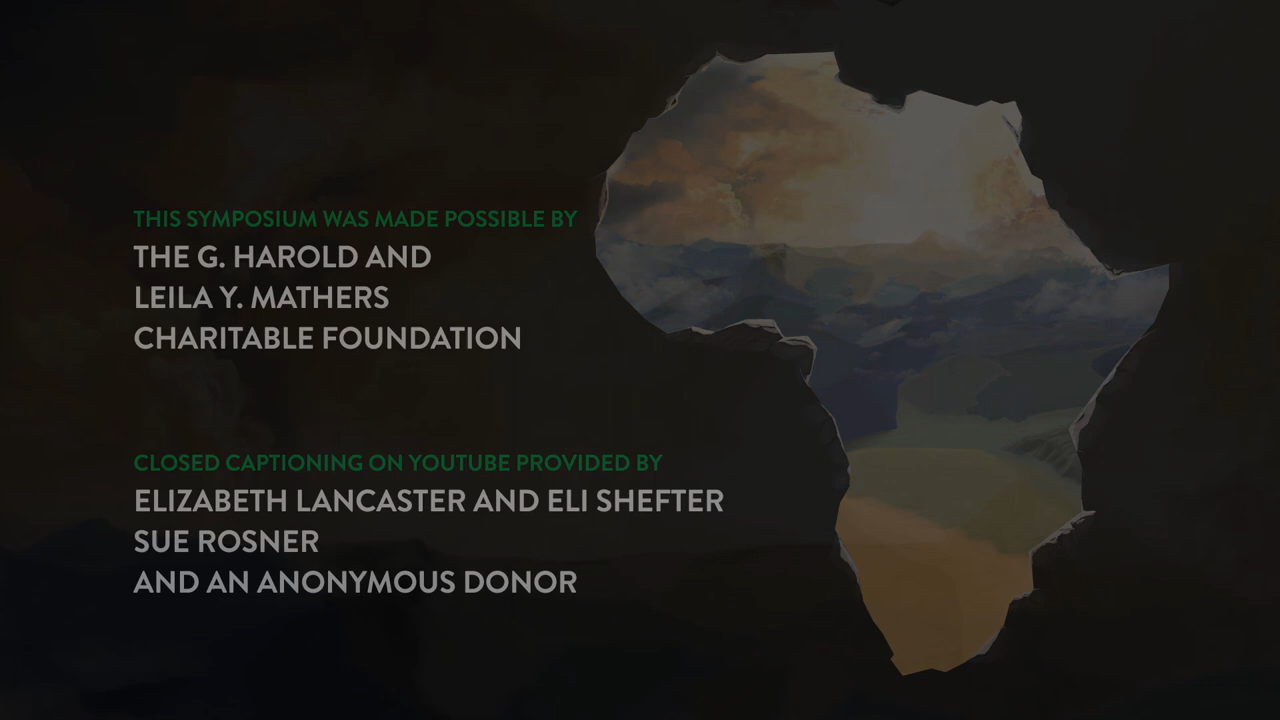 THIS SYMPOSIUM WAS MADE POSSIBLE BY
THE G. HAROLD AND
LEILA Y. MATHERS
CHARITABLE FOUNDATION
CLOSED CAPTIONING ON YOUTUBE PROVIDED BY
ELIZABETH LANCASTER AND ELI SHEFTER
SUE ROSNER
AND AN ANONYMOUS DONOR